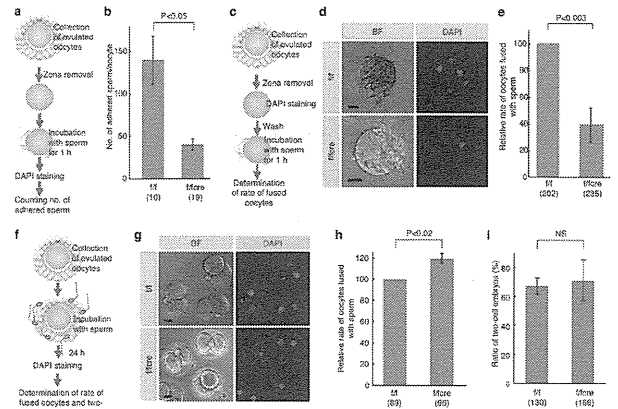 a
Collection
of ovulated
oocytes
Zona removal
Incubation
with sperm
for 1 h
DAPI staining
Counting no. of
adhered sperm
b
P<0.05
No. of adhered sperm/oocyte
150
100
50
0
f/f
(10)
f/fcre
(19)
c
Collection
of ovulated
oocytes
Zona removal
DAPI staining
Wash
Incubation
with sperm
for 1 h
Determination
of rate of fused
oocytes
d
BF
DAPI
f/f
f/fcre
e
P<0.003
Relative rate of oocytes fused
with sperm
100
80
60
40
20
0
f/f
(202)
f/fcre
(235)
f
Collection
of ovulated
oocytes
Incubation
with sperm
24 h
DAPI staining
Determination of rate of
fused oocytes and two-
g
BF
DAPI
f/f
f/fcre
h
P<0.02
Relative rate of oocytes fused
with sperm
120
100
80
60
40
20
0
f/f
(89)
f/fcre
(96)
i
NS
Ratio of two-cell embryos (%)
80
60
40
20
0
f/f
(130)
f/fcre
(166)